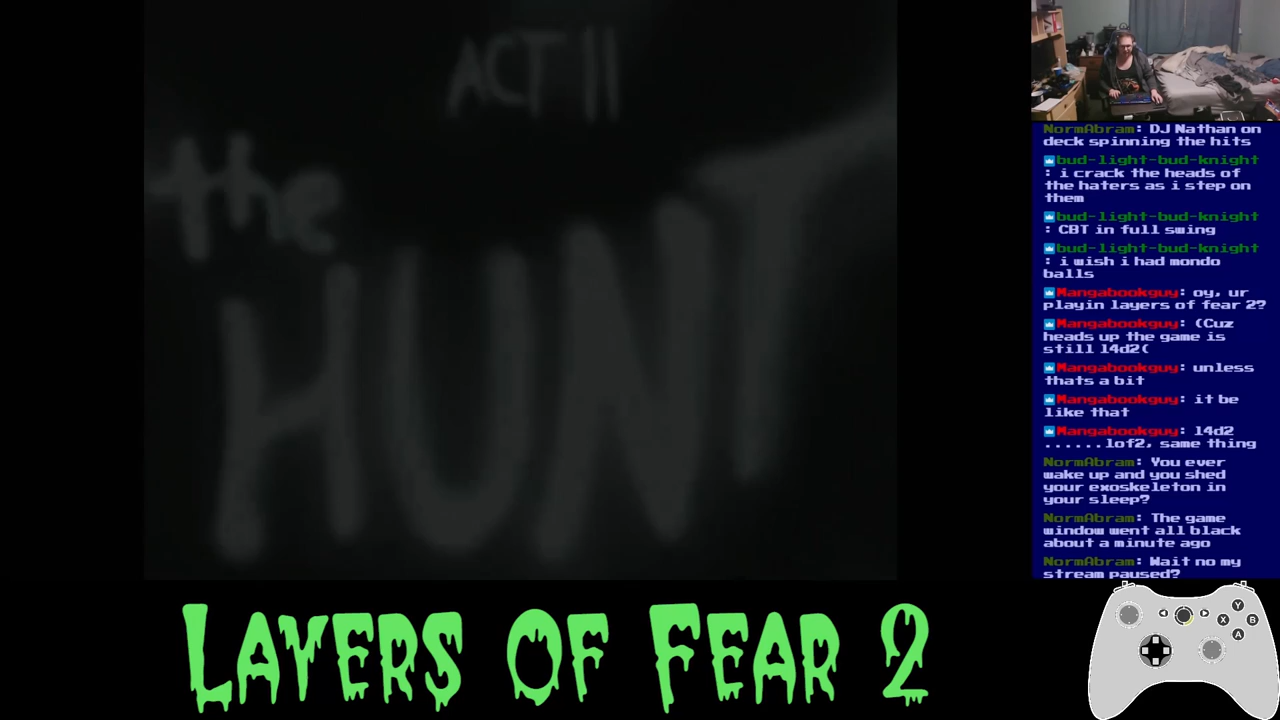 ACT II
the
HUNT
LAYERS OF FEAR 2
NormAbram: DJ Nathan on
deck spinning the hits
bud-light-bud-knight
: i crack the heads of
the haters as i step on
them
bud-light-bud-knight
: CBT in full swing
bud-light-bud-knight
: i wish i had mondo
balls
Mangabookguy: oy, ur
playin layers of fear 2?
Mangabookguy: (Cuz
heads up the game is
still l4d2(
Mangabookguy: unless
thats a bit
Mangabookguy: it be
like that
Mangabookguy: l4d2
......lof2, same thing
NormAbram: You ever
wake up and you shed
your exoskeleton in
your sleep?
NormAbram: The game
window went all black
about a minute ago
NormAbram: Wait no my
stream paused?
Y
X
B
A